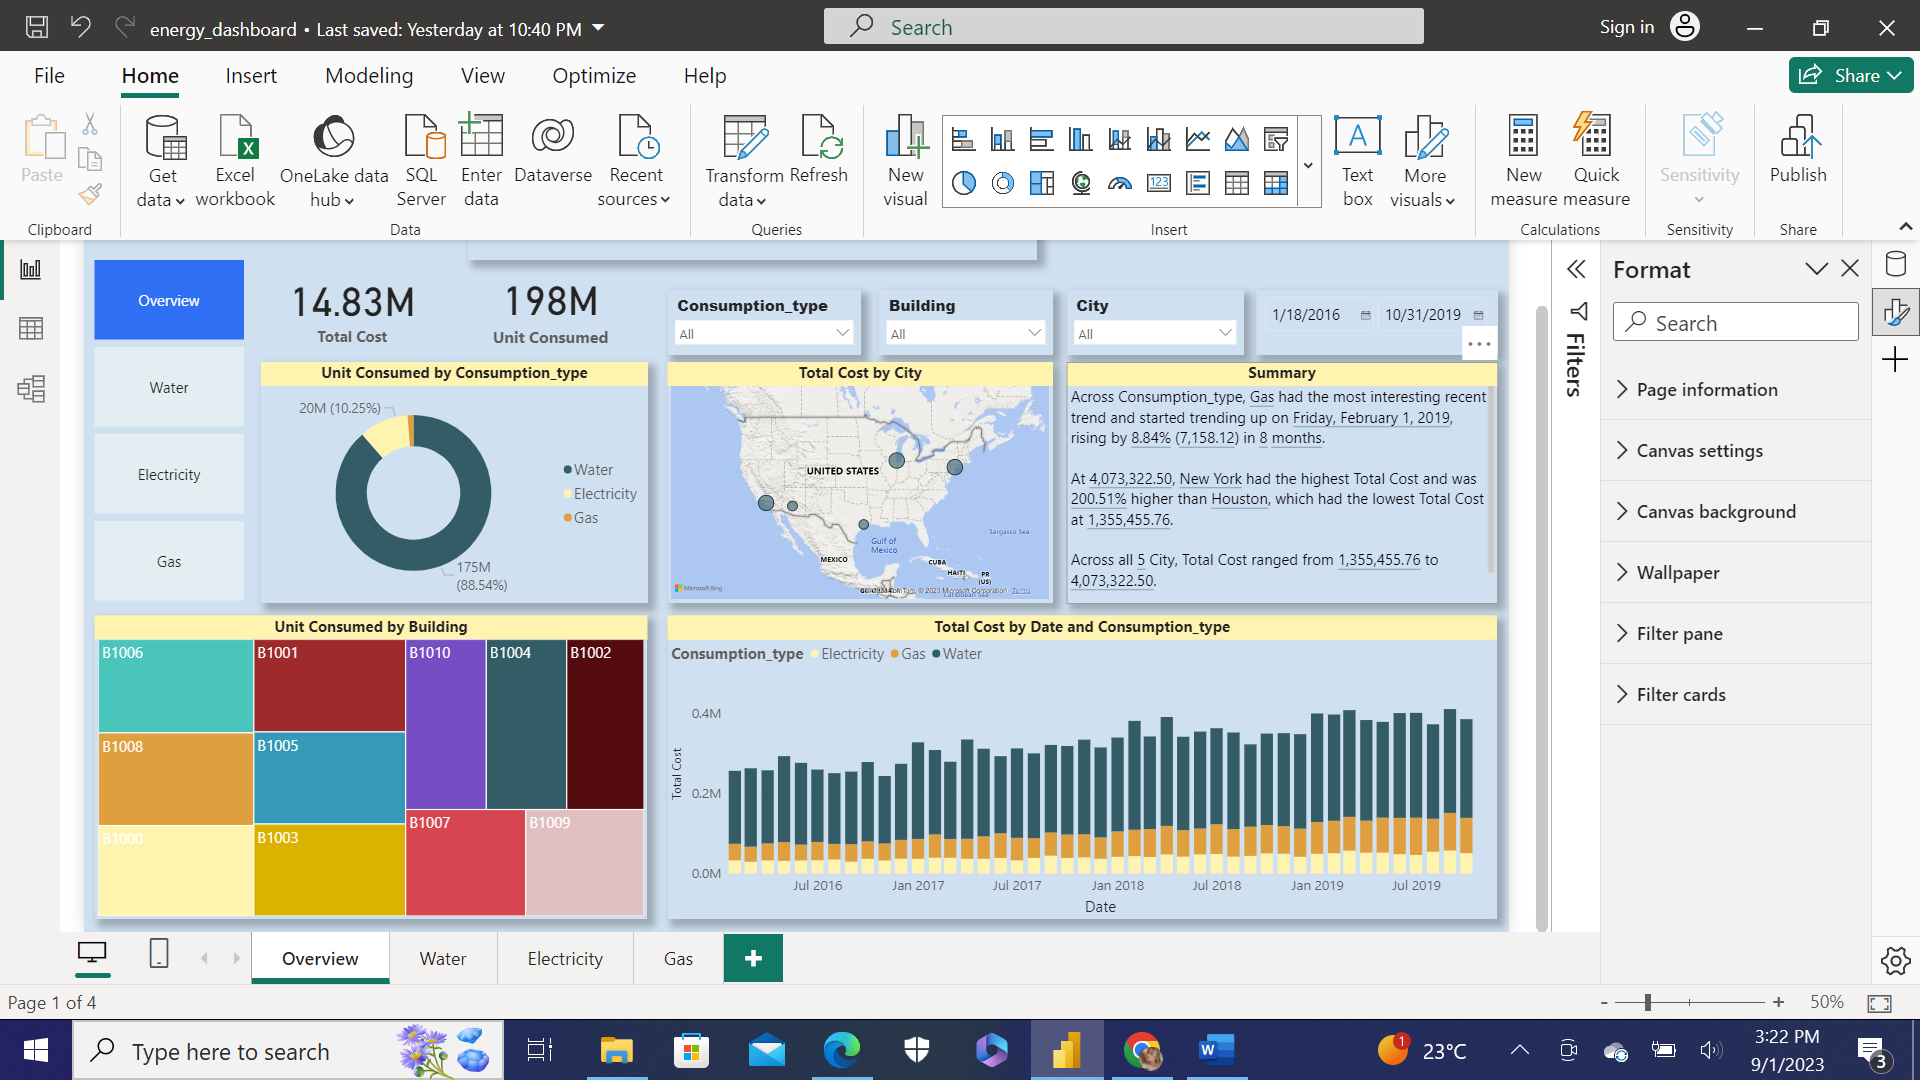 energy_dashboard • Last saved: Yesterday at 10:40 PM
Search
Sign in
File
Home
Insert
Modeling
View
Optimize
Help
Share
Paste
Get data
Excel workbook
OneLake data hub
SQL Server
Enter data
Dataverse
Recent sources
Transform data
Refresh
New visual
Text box
More visuals
New measure
Quick measure
Sensitivity
Publish
Clipboard
Data
Queries
Insert
Calculations
Sensitivity
Share
Overview
Water
Electricity
Gas
14.83M
Total Cost
198M
Unit Consumed
Consumption_type
All
Building
All
City
All
1/18/2016
10/31/2019
Unit Consumed by Consumption_type
20M (10.25%)
175M
(88.54%)
Water
Electricity
Gas
Total Cost by City
UNITED STATES
MEXICO
Gulf of
Mexico
CUBA
HAITI
PR
(US)
Sargasso Sea
Microsoft Bing
© 2023 Microsoft Corporation Terms
Summary
Across Consumption_type, Gas had the most interesting recent
trend and started trending up on Friday, February 1, 2019,
rising by 8.84% (7,158.12) in 8 months.
At 4,073,322.50, New York had the highest Total Cost and was
200.51% higher than Houston, which had the lowest Total Cost
at 1,355,455.76.
Across all 5 City, Total Cost ranged from 1,355,455.76 to
4,073,322.50.
Unit Consumed by Building
B1006
B1001
B1010
B1004
B1002
B1008
B1005
B1000
B1003
B1007
B1009
Total Cost by Date and Consumption_type
Consumption_type Electricity Gas Water
Total Cost
0.4M
0.2M
0.0M
Jul 2016
Jan 2017
Jul 2017
Jan 2018
Jul 2018
Jan 2019
Jul 2019
Date
Filters
Format
Search
Page information
Canvas settings
Canvas background
Wallpaper
Filter pane
Filter cards
Overview
Water
Electricity
Gas
Page 1 of 4
- +
50%
Type here to search
1
23°C
3:22 PM
9/1/2023
3